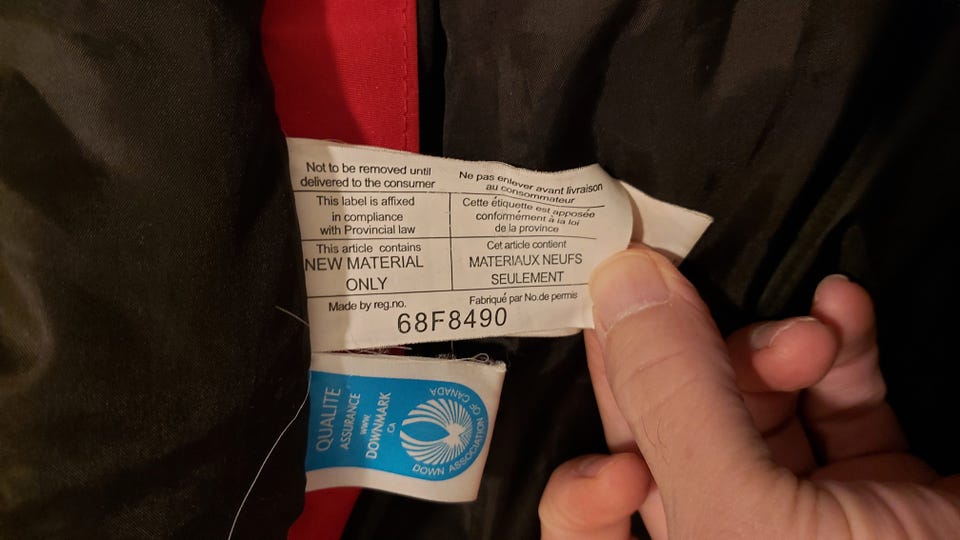 Not to be removed until
delivered to the consumer
Ne pas enlever avant livraison
au consommateur
This label is affixed
in compliance
with Provincial law
Cette étiquette est apposée
conformément à la loi
de la province
This article contains
NEW MATERIAL
ONLY
Cet article contient
MATERIAUX NEUFS
SEULEMENT
Made by reg.no.
Fabriqué par No.de permis
68F8490
QUALITE
ASSURANCE
www.
DOWNMARK
CA
DOWN ASSOCIATION OF CANADA